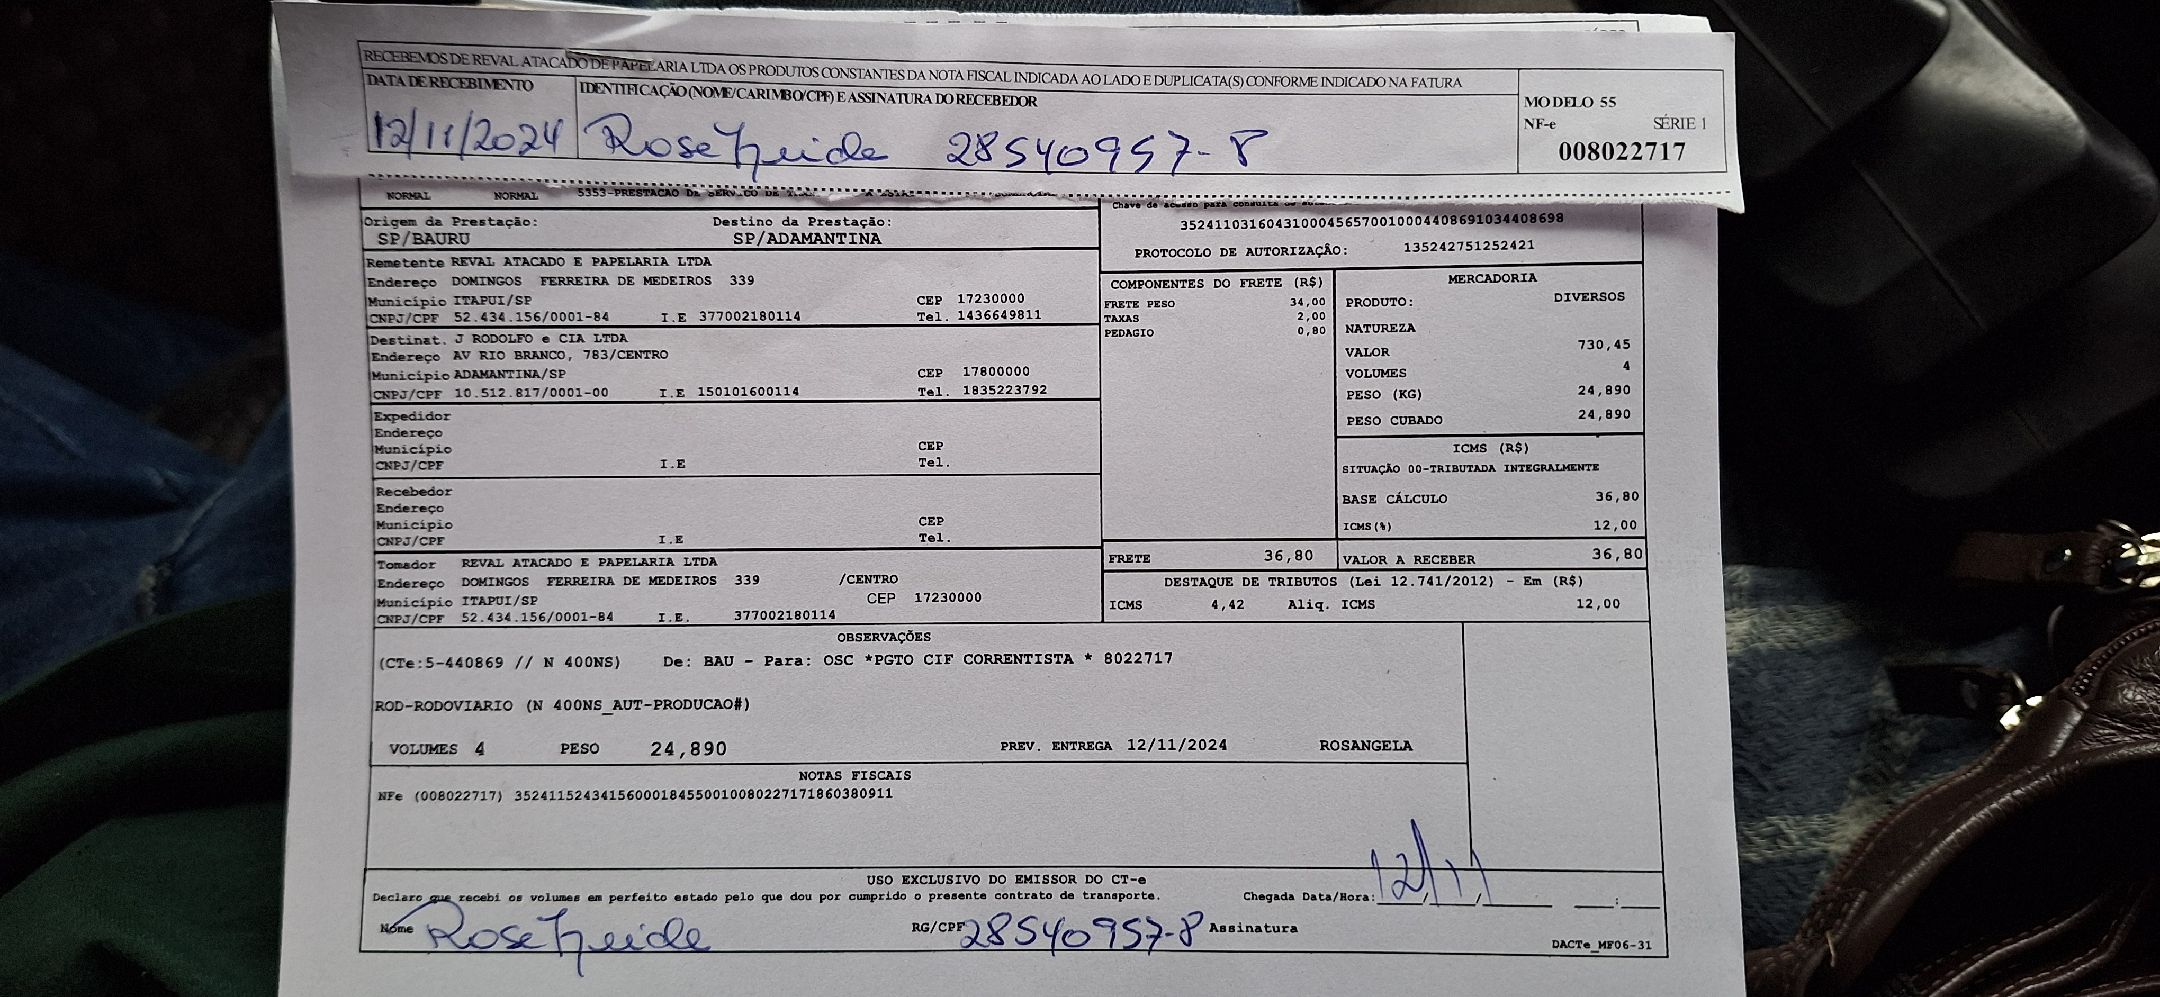 RECEBEMOS DE REVAL ATACADO DE PAPELARIA LTDA OS PRODUTOS CONSTANTES DA NOTA FISCAL INDICADA AO LADO E DUPLICATA(S) CONFORME INDICADO NA FATURA
DATA DE RECEBIMENTO IDENTIFICAÇÃO (NOME/CARIMBO/CPF) E ASSINATURA DO RECEBEDOR
12/11/2024 Roseneide 28540957-8
MODELO 55
NF-e SÉRIE 1
008022717
NORMAL NORMAL 5353-PRESTACAO DE SERVICO DE
Chave de acesso para consulta de
35241103160431000456570010004408691034408698
PROTOCOLO DE AUTORIZAÇÃO: 135242751252421
Origem da Prestação: Destino da Prestação:
SP/BAURU SP/ADAMANTINA
Remetente REVAL ATACADO E PAPELARIA LTDA
Endereço DOMINGOS FERREIRA DE MEDEIROS 339
Município ITAPUI/SP CEP 17230000
CNPJ/CPF 52.434.156/0001-84 I.E 377002180114 Tel. 1436649811
Destinat. J RODOLFO e CIA LTDA
Endereço AV RIO BRANCO, 783/CENTRO
Município ADAMANTINA/SP CEP 17800000
CNPJ/CPF 10.512.817/0001-00 I.E 150101600114 Tel. 1835223792
Expedidor
Endereço
Município CEP
CNPJ/CPF I.E Tel.
Recebedor
Endereço
Município CEP
CNPJ/CPF I.E Tel.
Tomador REVAL ATACADO E PAPELARIA LTDA
Endereço DOMINGOS FERREIRA DE MEDEIROS 339 /CENTRO
Município ITAPUI/SP CEP 17230000
CNPJ/CPF 52.434.156/0001-84 I.E. 377002180114
COMPONENTES DO FRETE (R$)
FRETE PESO 34,00
TAXAS 2,00
PEDAGIO 0,80
MERCADORIA
PRODUTO: DIVERSOS
NATUREZA
VALOR 730,45
VOLUMES 4
PESO (KG) 24,890
PESO CUBADO 24,890
ICMS (R$)
SITUAÇÃO 00-TRIBUTADA INTEGRALMENTE
BASE CÁLCULO 36,80
ICMS(%) 12,00
FRETE 36,80 VALOR A RECEBER 36,80
DESTAQUE DE TRIBUTOS (Lei 12.741/2012) - Em (R$)
ICMS 4,42 Aliq. ICMS 12,00
OBSERVAÇÕES
(CTe:5-440869 // N 400NS) De: BAU - Para: OSC *PGTO CIF CORRENTISTA * 8022717
ROD-RODOVIARIO (N 400NS_AUT-PRODUCAO#)
VOLUMES 4 PESO 24,890 PREV. ENTREGA 12/11/2024 ROSANGELA
NOTAS FISCAIS
NFe (008022717) 35241152434156000184550010080227171860380911
USO EXCLUSIVO DO EMISSOR DO CT-e
Declaro que recebi os volumes em perfeito estado pelo que dou por cumprido o presente contrato de transporte. Chegada Data/Hora: 12/11/ :
Nome Roseneide RG/CPF 28540957-8 Assinatura
DACTe_MF06-31